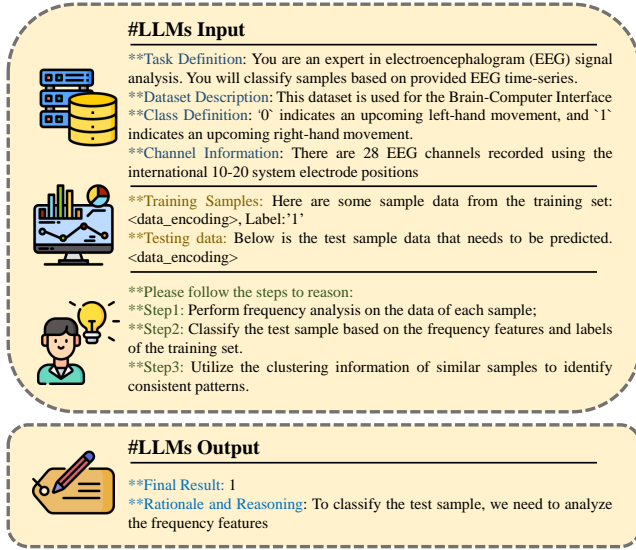 #LLMs Input
**Task Definition: You are an expert in electroencephalogram (EEG) signal
analysis. You will classify samples based on provided EEG time-series.
**Dataset Description: This dataset is used for the Brain-Computer Interface
**Class Definition: '0` indicates an upcoming left-hand movement, and `1`
indicates an upcoming right-hand movement.
**Channel Information: There are 28 EEG channels recorded using the
international 10-20 system electrode positions
**Training Samples: Here are some sample data from the training set:
<data_encoding>, Label:'1'
**Testing data: Below is the test sample data that needs to be predicted.
<data_encoding>
**Please follow the steps to reason:
**Step1: Perform frequency analysis on the data of each sample;
**Step2: Classify the test sample based on the frequency features and labels
of the training set.
**Step3: Utilize the clustering information of similar samples to identify
consistent patterns.
#LLMs Output
**Final Result: 1
**Rationale and Reasoning: To classify the test sample, we need to analyze
the frequency features